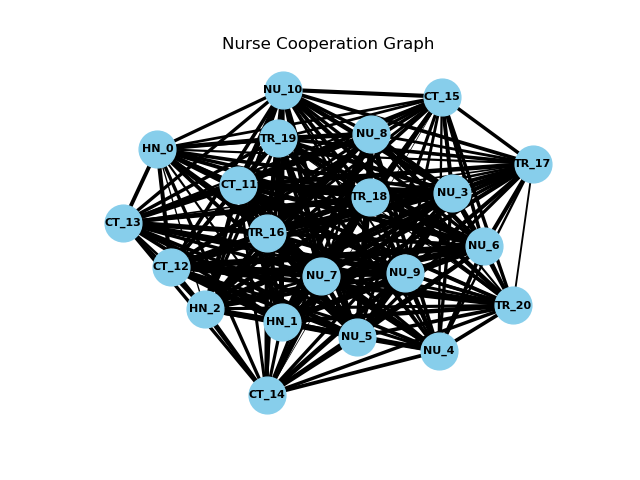 Nurse Cooperation Graph
NU_10
CT_15
NU_8
TR_19
HN_0
TR_17
CT_11
NU_3
TR_18
CT_13
TR_16
NU_6
CT_12
NU_9
NU_7
TR_20
HN_2
HN_1
NU_5
NU_4
CT_14